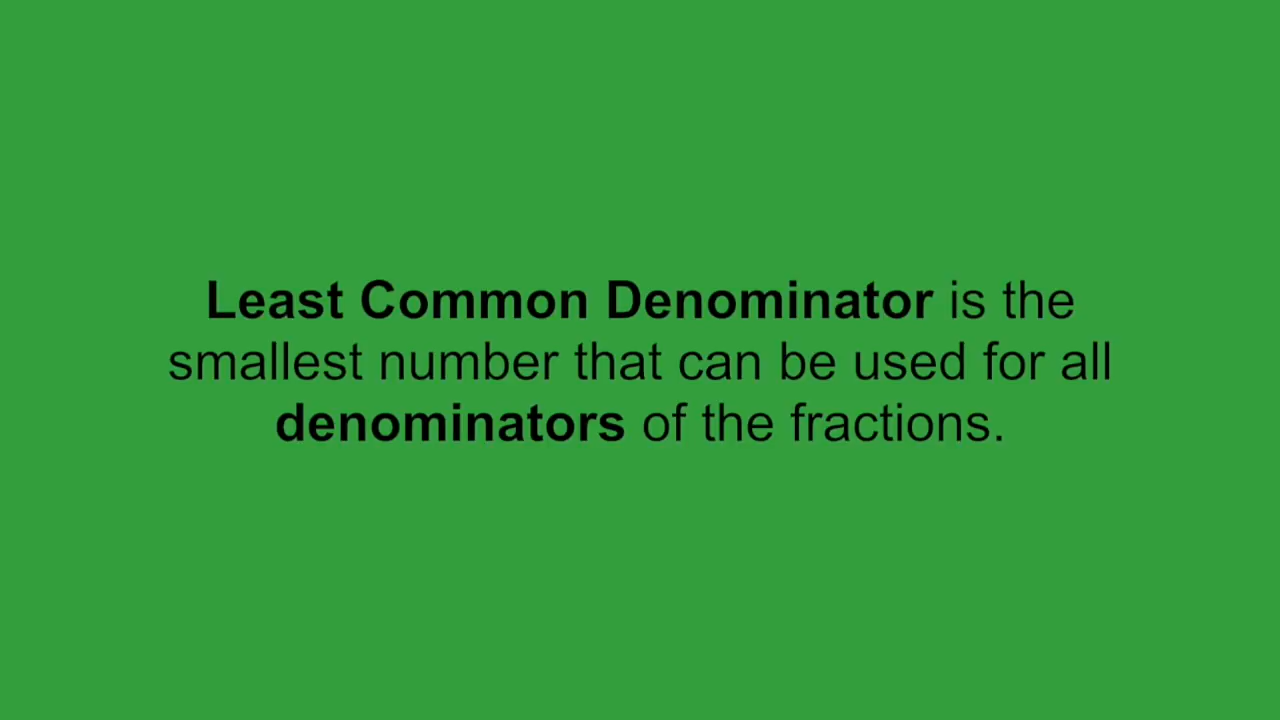 Least Common Denominator is the
smallest number that can be used for all
denominators of the fractions.